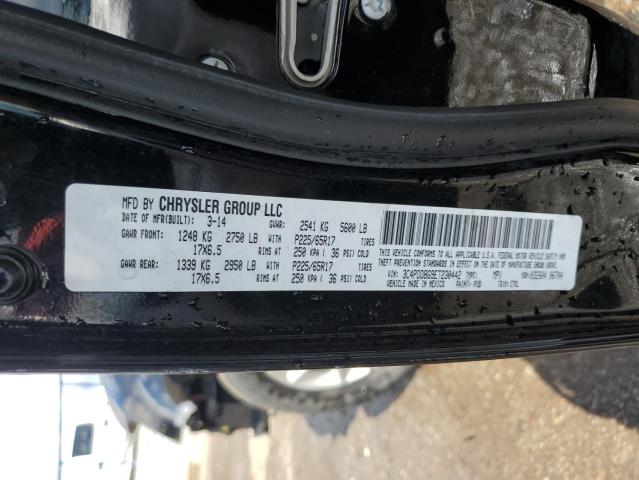 MFD BY CHRYSLER GROUP LLC
DATE OF MFR(BUILT): 3-14 GVWR: 2541 KG 5600 LB
GAWR FRONT: 1248 KG 2750 LB WITH P225/65R17 TIRES
17X6.5 RIMS AT 250 KPA ( 36 PSI) COLD
GAWR REAR: 1339 KG 2950 LB WITH P225/65R17 TIRES
17X6.5 RIMS AT 250 KPA ( 36 PSI) COLD
THIS VEHICLE CONFORMS TO ALL APPLICABLE U.S.A. FEDERAL MOTOR VEHICLE SAFETY AND
THEFT PREVENTION STANDARDS IN EFFECT ON THE DATE OF MANUFACTURE SHOWN ABOVE.
VIN: 3C4PDDBG9ET230442 TYPE: MPV
VEHICLE MADE IN MEXICO PAINT: PXB TRIM: